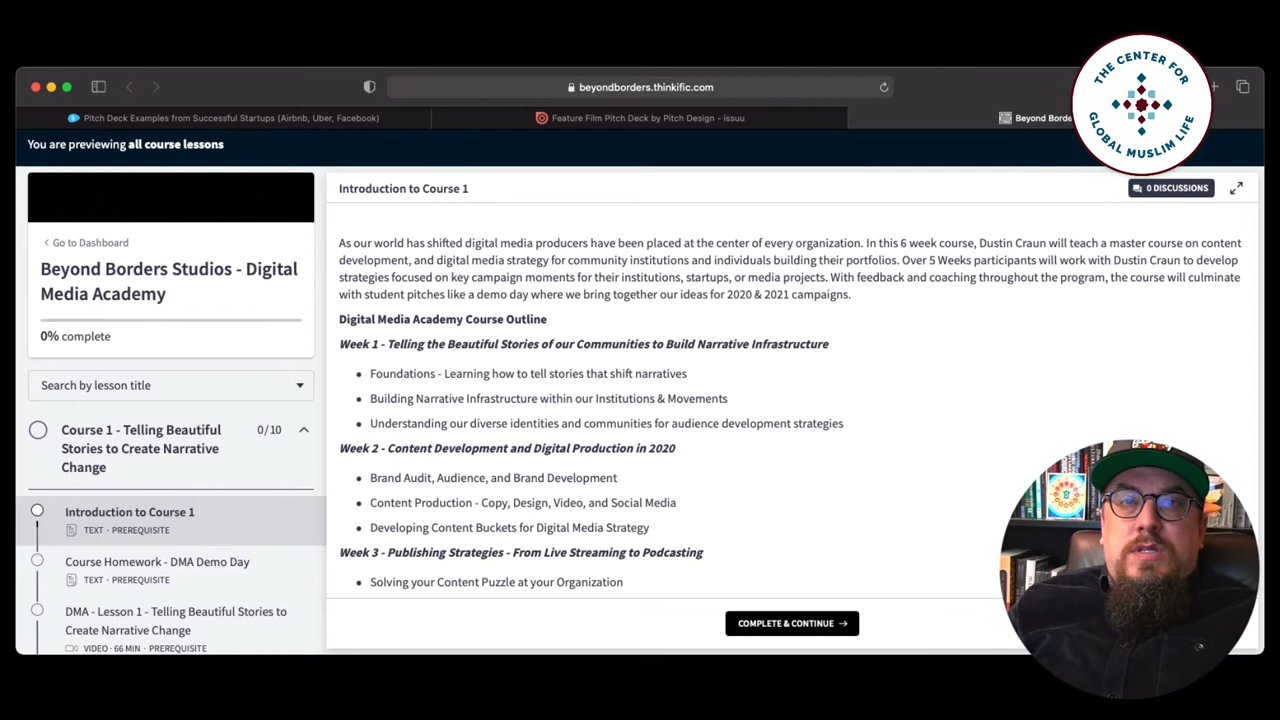 THE CENTER FOR
GLOBAL MUSLIM LIFE
beyondborders.thinkific.com
Pitch Deck Examples from Successful Startups (Airbnb, Uber, Facebook)
Feature Film Pitch Deck by Pitch Design - issuu
Beyond Borde
You are previewing all course lessons
Go to Dashboard
Beyond Borders Studios - Digital
Media Academy
0% complete
Search by lesson title
Course 1 - Telling Beautiful
Stories to Create Narrative
Change
0/10
Introduction to Course 1
TEXT · PREREQUISITE
Course Homework - DMA Demo Day
TEXT · PREREQUISITE
DMA - Lesson 1 - Telling Beautiful Stories to
Create Narrative Change
VIDEO · 66 MIN · PREREQUISITE
Introduction to Course 1
0 DISCUSSIONS
As our world has shifted digital media producers have been placed at the center of every organization. In this 6 week course, Dustin Craun will teach a master course on content
development, and digital media strategy for community institutions and individuals building their portfolios. Over 5 Weeks participants will work with Dustin Craun to develop
strategies focused on key campaign moments for their institutions, startups, or media projects. With feedback and coaching throughout the program, the course will culminate
with student pitches like a demo day where we bring together our ideas for 2020 & 2021 campaigns.
Digital Media Academy Course Outline
Week 1 - Telling the Beautiful Stories of our Communities to Build Narrative Infrastructure
• Foundations - Learning how to tell stories that shift narratives
• Building Narrative Infrastructure within our Institutions & Movements
• Understanding our diverse identities and communities for audience development strategies
Week 2 - Content Development and Digital Production in 2020
• Brand Audit, Audience, and Brand Development
• Content Production - Copy, Design, Video, and Social Media
• Developing Content Buckets for Digital Media Strategy
Week 3 - Publishing Strategies - From Live Streaming to Podcasting
• Solving your Content Puzzle at your Organization
COMPLETE & CONTINUE →